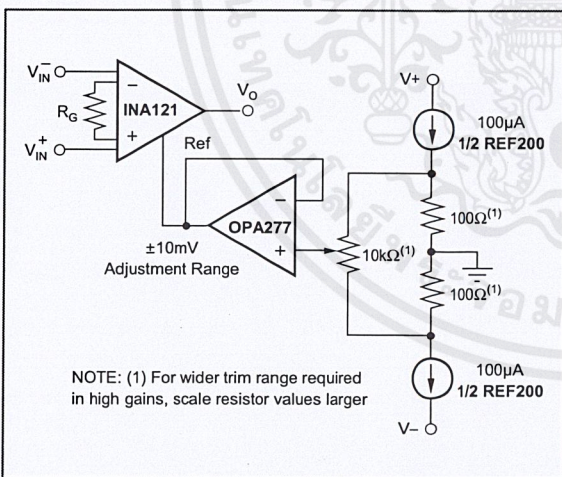 V−IN
RG
V+IN
−
+
INA121
VO
Ref
±10mV
Adjustment Range
−
+
OPA277
10kΩ(1)
V+
100µA
1/2 REF200
100Ω(1)
100Ω(1)
100µA
1/2 REF200
V−
NOTE: (1) For wider trim range required
in high gains, scale resistor values larger